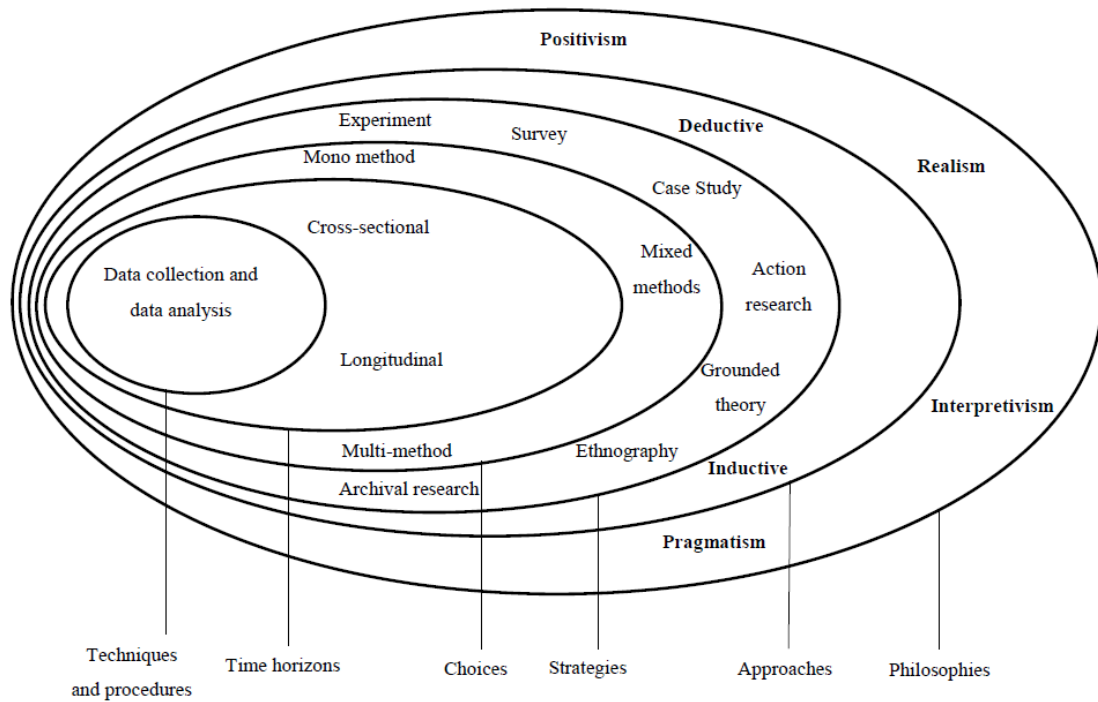 Positivism
Experiment
Survey
Deductive
Mono method
Realism
Case Study
Cross-sectional
Data collection and
data analysis
Mixed
methods
Action
research
Longitudinal
Grounded
theory
Interpretivism
Multi-method
Ethnography
Inductive
Archival research
Pragmatism
Techniques
and procedures
Time horizons
Choices
Strategies
Approaches
Philosophies